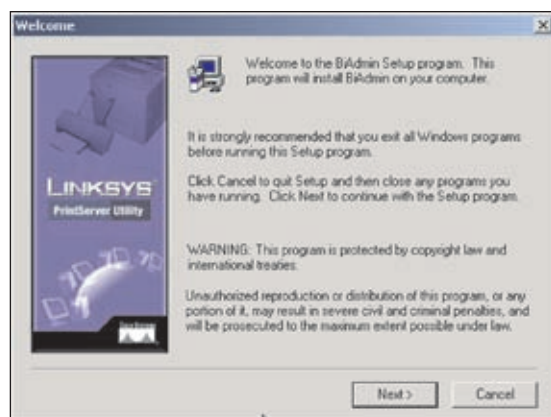 Welcome
Welcome to the BiAdmin Setup program. This
program will install BiAdmin on your computer.
It is strongly recommended that you exit all Windows programs
before running this Setup program.
Click Cancel to quit Setup and then close any programs you
have running. Click Next to continue with the Setup program.
LINKSYS
PrintServer Utility
WARNING: This program is protected by copyright law and
international treaties.
Unauthorized reproduction or distribution of this program, or any
portion of it, may result in severe civil and criminal penalties, and
will be prosecuted to the maximum extent possible under law.
Next >
Cancel